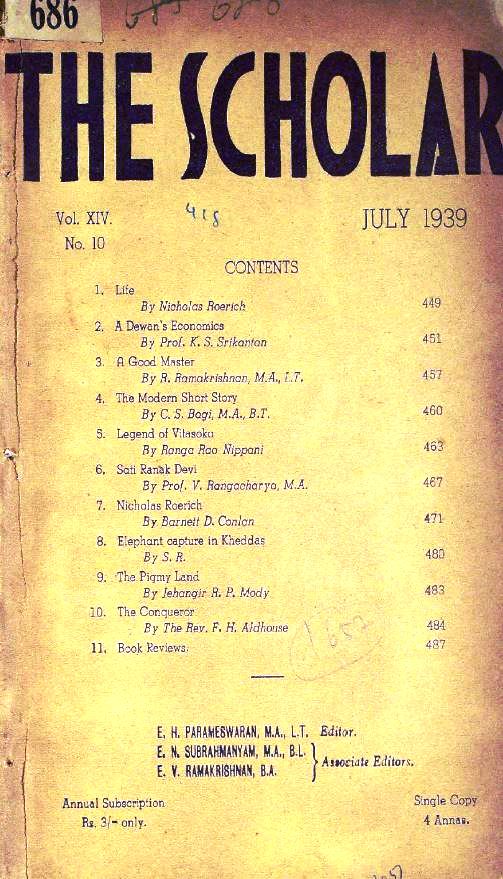 686
685 686
THE SCHOLAR
Vol. XIV. 418 JULY 1939
No. 10
CONTENTS
1. Life
By Nicholas Roerich 449
2. A Dewan's Economics
By Prof. K. S. Srikantan 451
3. A Good Master
By R. Ramakrishnan, M.A., L.T. 457
4. The Modern Short Story
By C. S. Bagi, M.A., B.T. 460
5. Legend of Vitasoka
By Ranga Rao Nippani 463
6. Sati Ranak Devi
By Prof. V. Rangacharya, M.A. 467
7. Nicholas Roerich
By Barnett D. Conlan 471
8. Elephant capture in Kheddas
By S. R. 480
9. The Pigmy Land
By Jehangir R. P. Mody 483
10. The Conqueror
By The Rev. F. H. Aldhouse 484
11. Book Reviews. 487
E. H. PARAMESWARAN, M.A., L.T. Editor.
E. N. SUBRAHMANYAM, M.A., B.L. Associate Editors.
E. V. RAMAKRISHNAN, B.A.
Annual Subscription Single Copy
Rs. 3/- only. 4 Annas.